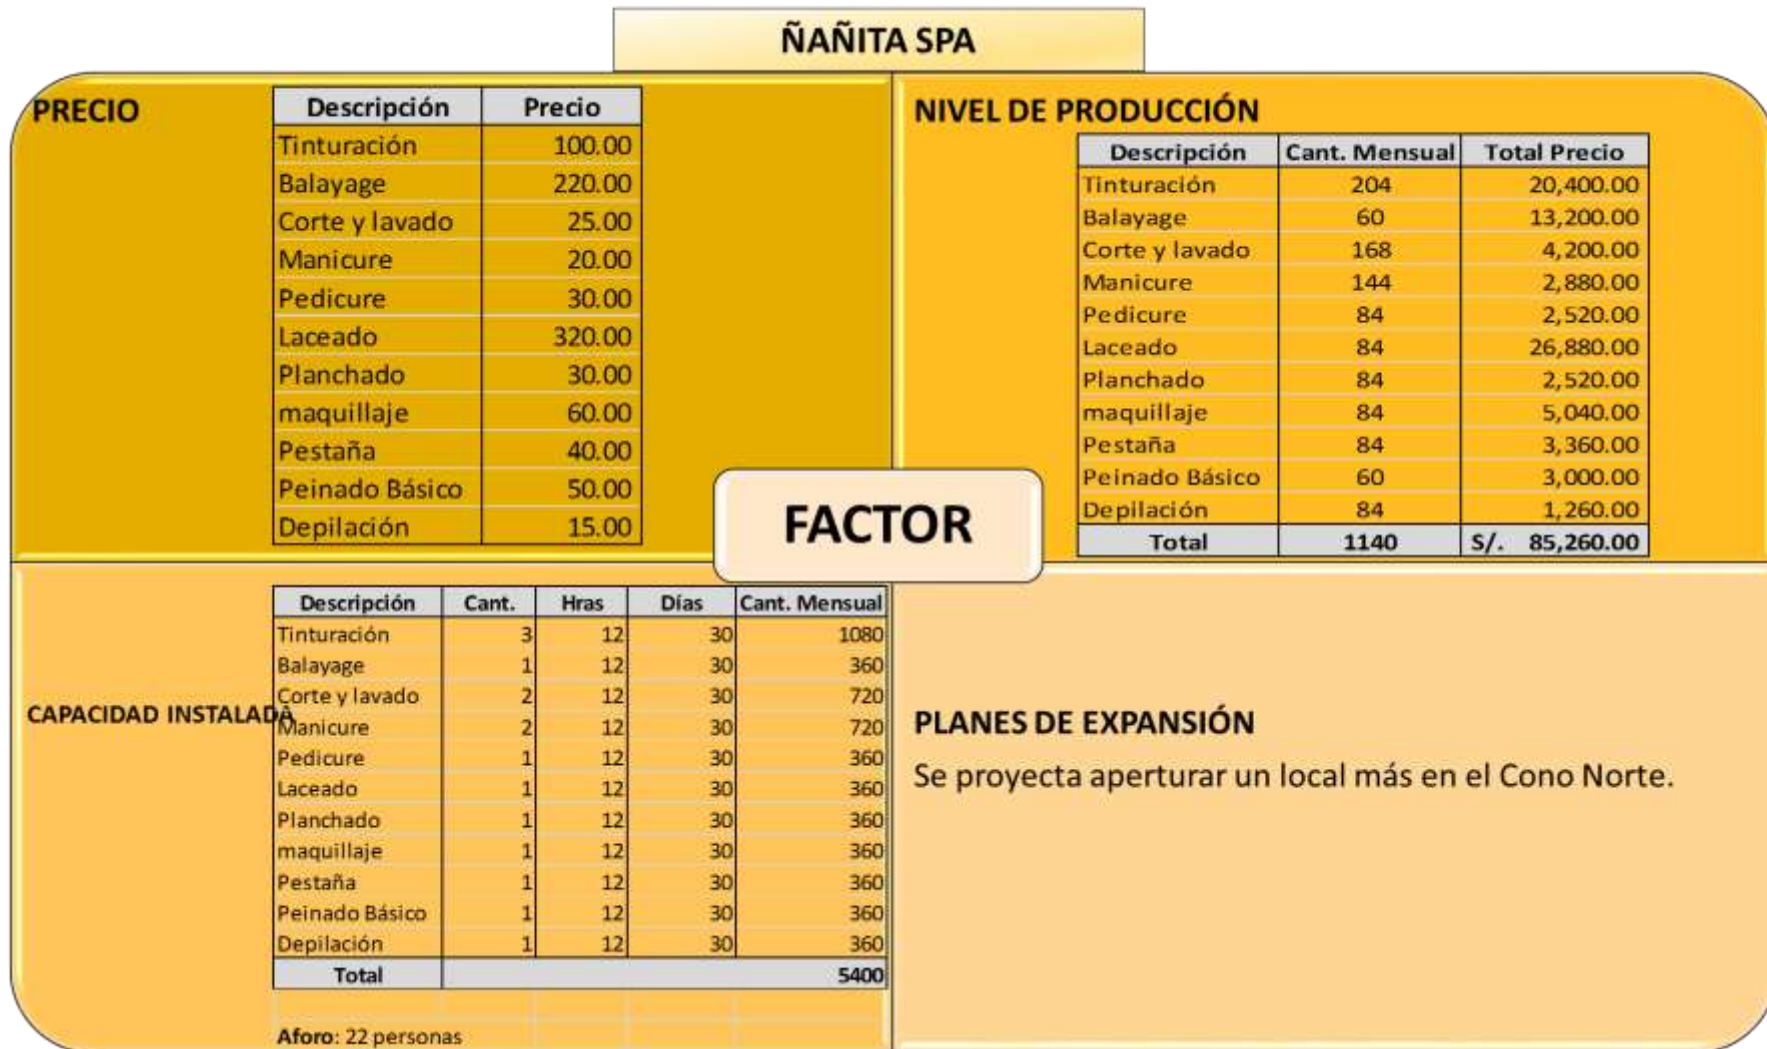 ÑAÑITA SPA
PRECIO
Descripción Precio
Tinturación 100.00
Balayage 220.00
Corte y lavado 25.00
Manicure 20.00
Pedicure 30.00
Laceado 320.00
Planchado 30.00
maquillaje 60.00
Pestaña 40.00
Peinado Básico 50.00
Depilación 15.00
NIVEL DE PRODUCCIÓN
Descripción Cant. Mensual Total Precio
Tinturación 204 20,400.00
Balayage 60 13,200.00
Corte y lavado 168 4,200.00
Manicure 144 2,880.00
Pedicure 84 2,520.00
Laceado 84 26,880.00
Planchado 84 2,520.00
maquillaje 84 5,040.00
Pestaña 84 3,360.00
Peinado Básico 60 3,000.00
Depilación 84 1,260.00
Total 1140 S/. 85,260.00
FACTOR
CAPACIDAD INSTALADA
Descripción Cant. Hras Días Cant. Mensual
Tinturación 3 12 30 1080
Balayage 1 12 30 360
Corte y lavado 2 12 30 720
Manicure 2 12 30 720
Pedicure 1 12 30 360
Laceado 1 12 30 360
Planchado 1 12 30 360
maquillaje 1 12 30 360
Pestaña 1 12 30 360
Peinado Básico 1 12 30 360
Depilación 1 12 30 360
Total 5400
Aforo: 22 personas
PLANES DE EXPANSIÓN
Se proyecta aperturar un local más en el Cono Norte.